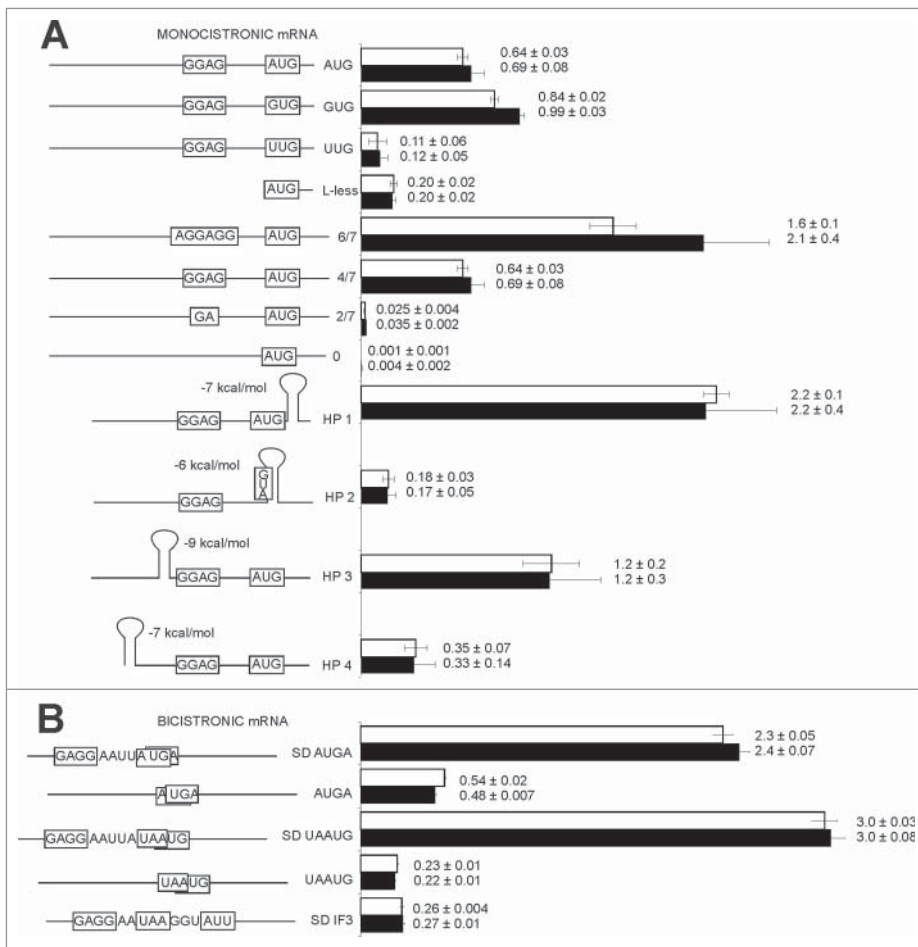 A
MONOCISTRONIC mRNA
GGAG AUG AUG 0.64 ± 0.03
0.69 ± 0.08
GGAG GUG GUG 0.84 ± 0.02
0.99 ± 0.03
GGAG UUG UUG 0.11 ± 0.06
0.12 ± 0.05
AUG L-less 0.20 ± 0.02
0.20 ± 0.02
AGGAGG AUG 6/7 1.6 ± 0.1
2.1 ± 0.4
GGAG AUG 4/7 0.64 ± 0.03
0.69 ± 0.08
GA AUG 2/7 0.025 ± 0.004
0.035 ± 0.002
AUG 0 0.001 ± 0.001
0.004 ± 0.002
-7 kcal/mol
GGAG AUG HP 1 2.2 ± 0.1
2.2 ± 0.4
-6 kcal/mol
GGAG AUG HP 2 0.18 ± 0.03
0.17 ± 0.05
-9 kcal/mol
GGAG AUG HP 3 1.2 ± 0.2
1.2 ± 0.3
-7 kcal/mol
GGAG AUG HP 4 0.35 ± 0.07
0.33 ± 0.14
B
BICISTRONIC mRNA
GAGG AAUU A UGA SD AUGA 2.3 ± 0.05
2.4 ± 0.07
A UGA AUGA 0.54 ± 0.02
0.48 ± 0.007
GAGG AAUUA UAAUG SD UAAUG 3.0 ± 0.03
3.0 ± 0.08
UAAUG UAAUG 0.23 ± 0.01
0.22 ± 0.01
GAGG AA UAA GGU AUU SD IF3 0.26 ± 0.004
0.27 ± 0.01